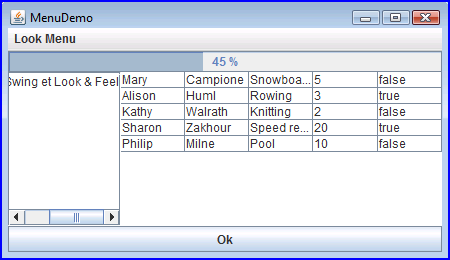 MenuDemo
Look Menu
45 %
Swing et Look & Feel
Mary Campione Snowboa... 5 false
Alison Huml Rowing 3 true
Kathy Walrath Knitting 2 false
Sharon Zakhour Speed re... 20 true
Philip Milne Pool 10 false
Ok